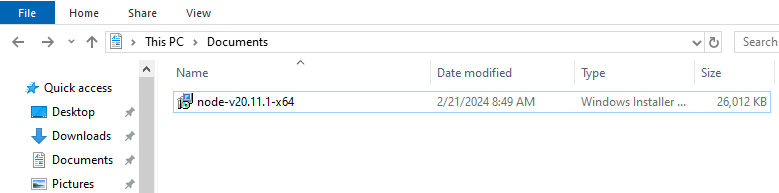 File Home Share View
This PC > Documents Search
Quick access Name Date modified Type Size
Desktop node-v20.11.1-x64 2/21/2024 8:49 AM Windows Installer ... 26,012 KB
Downloads
Documents
Pictures